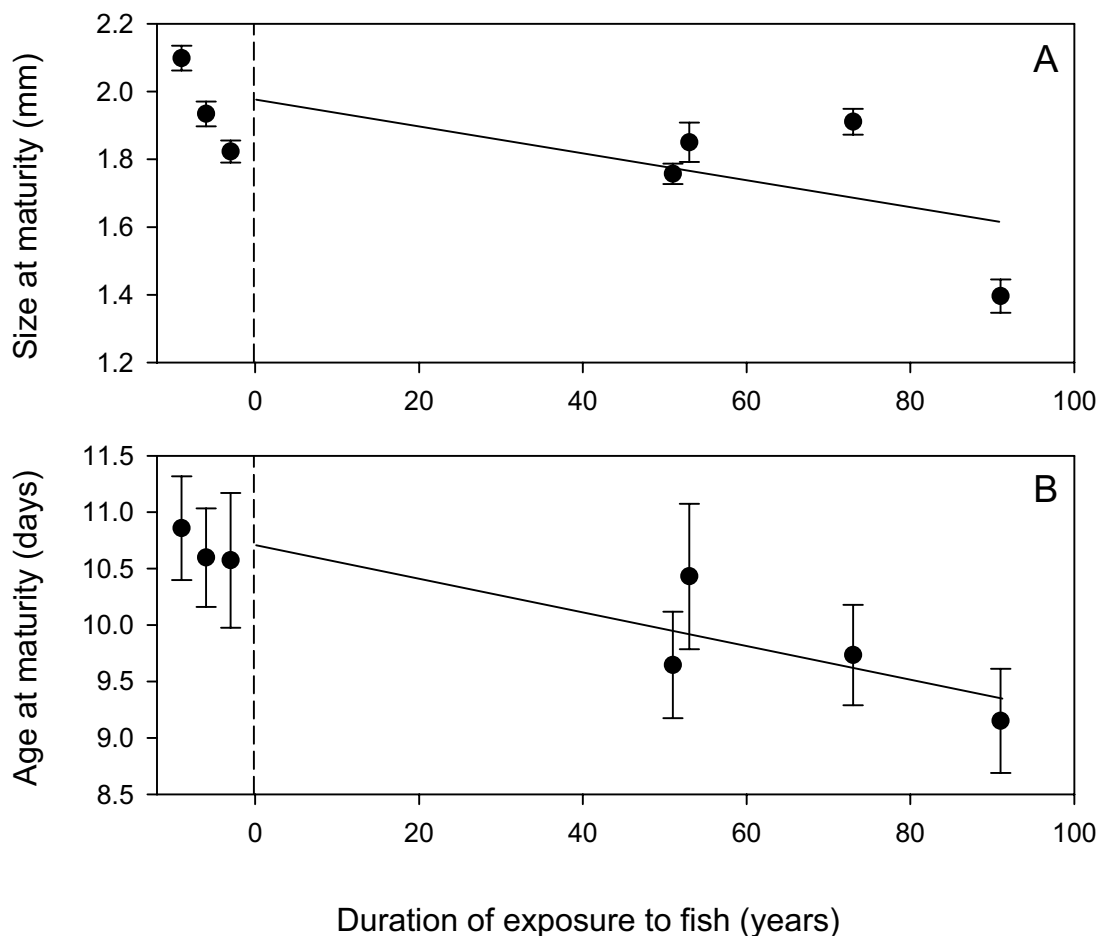 A
Size at maturity (mm)
2.2
2.0
1.8
1.6
1.4
1.2
0 20 40 60 80 100
B
Age at maturity (days)
11.5
11.0
10.5
10.0
9.5
9.0
8.5
0 20 40 60 80 100
Duration of exposure to fish (years)